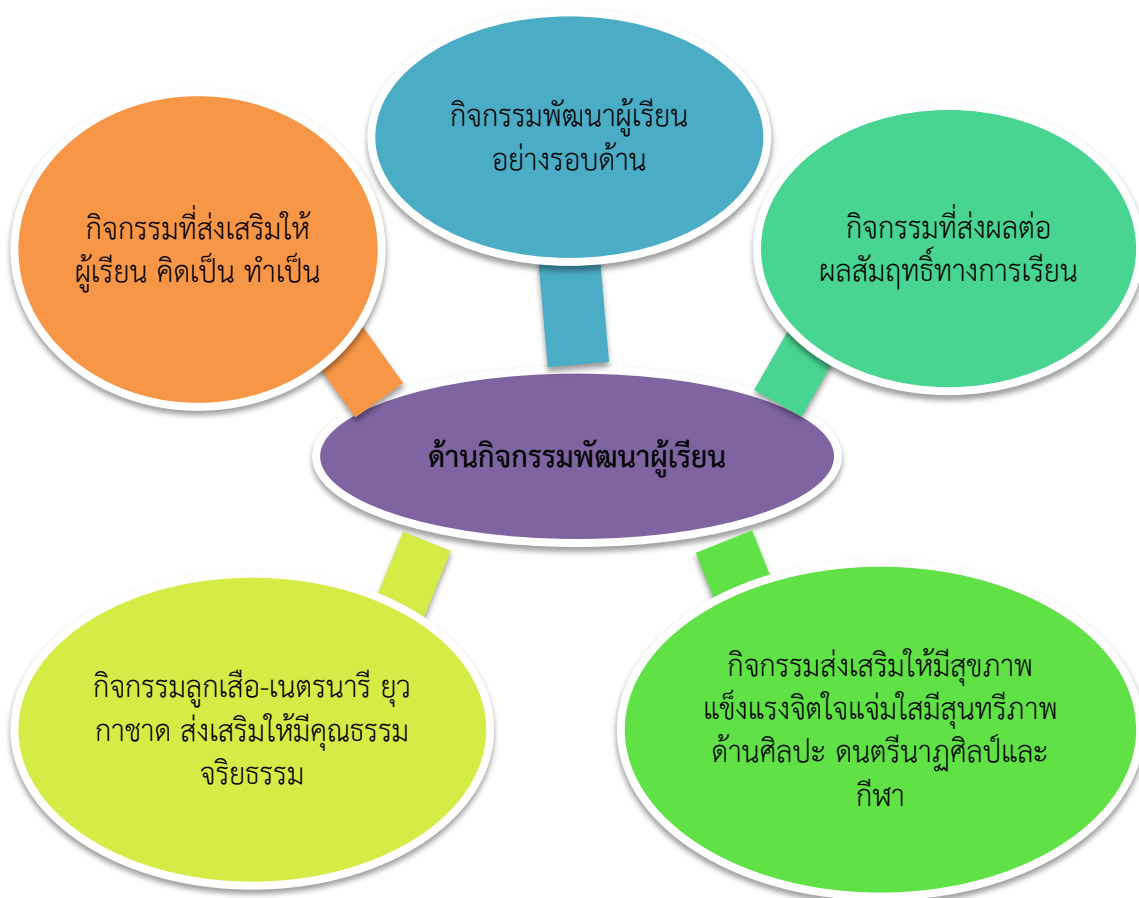 กิจกรรมพัฒนาผู้เรียน
อย่างรอบด้าน
กิจกรรมที่ส่งเสริมให้
ผู้เรียน คิดเป็น ทำเป็น
กิจกรรมที่ส่งผลต่อ
ผลสัมฤทธิ์ทางการเรียน
ด้านกิจกรรมพัฒนาผู้เรียน
กิจกรรมลูกเสือ-เนตรนารี ยุว
กาชาด ส่งเสริมให้มีคุณธรรม
จริยธรรม
กิจกรรมส่งเสริมให้มีสุขภาพ
แข็งแรงจิตใจแจ่มใสมีสุนทรีภาพ
ด้านศิลปะ ดนตรีนาฏศิลป์และ
กีฬา